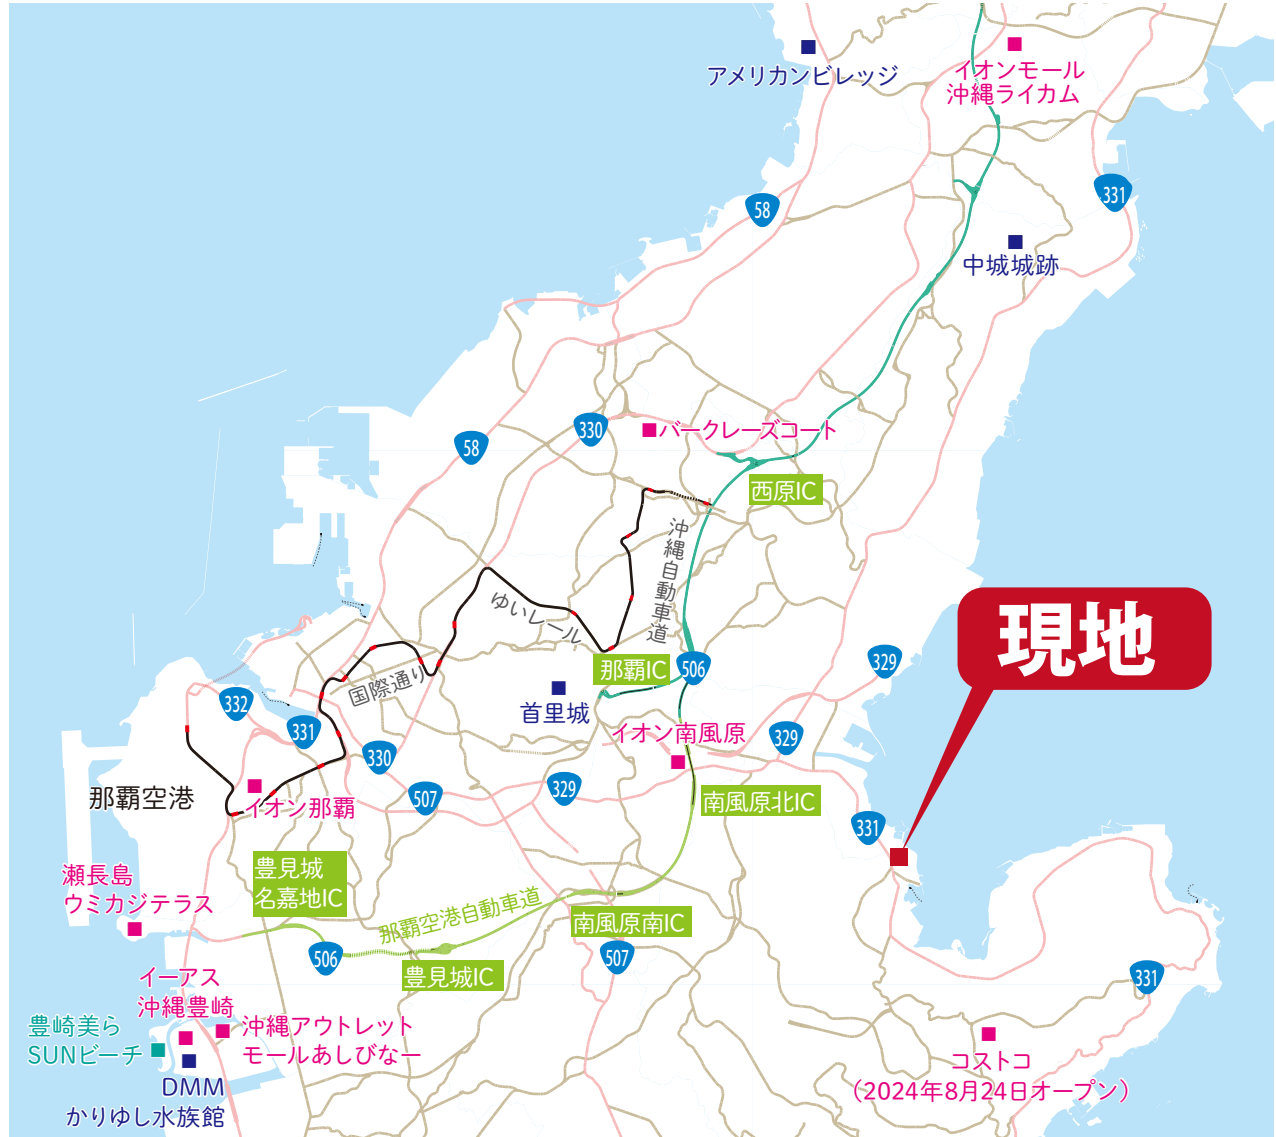 アメリカンビレッジ
イオンモール
沖縄ライカム
331
58
中城城跡
330
バークレーズコート
58
西原IC
沖縄自動車道
ゆいレール
現地
那覇IC
506
329
国際通り
首里城
332
331
イオン南風原
329
330
那覇空港
イオン那覇
507
329
南風原北IC
331
豊見城
名嘉地IC
瀬長島
ウミカジテラス
那覇空港自動車道
南風原南IC
506
豊見城IC
507
331
イーアス
沖縄豊崎
豊崎美ら
SUNビーチ
沖縄アウトレット
モールあしびなー
DMM
かりゆし水族館
コストコ
（2024年8月24日オープン）